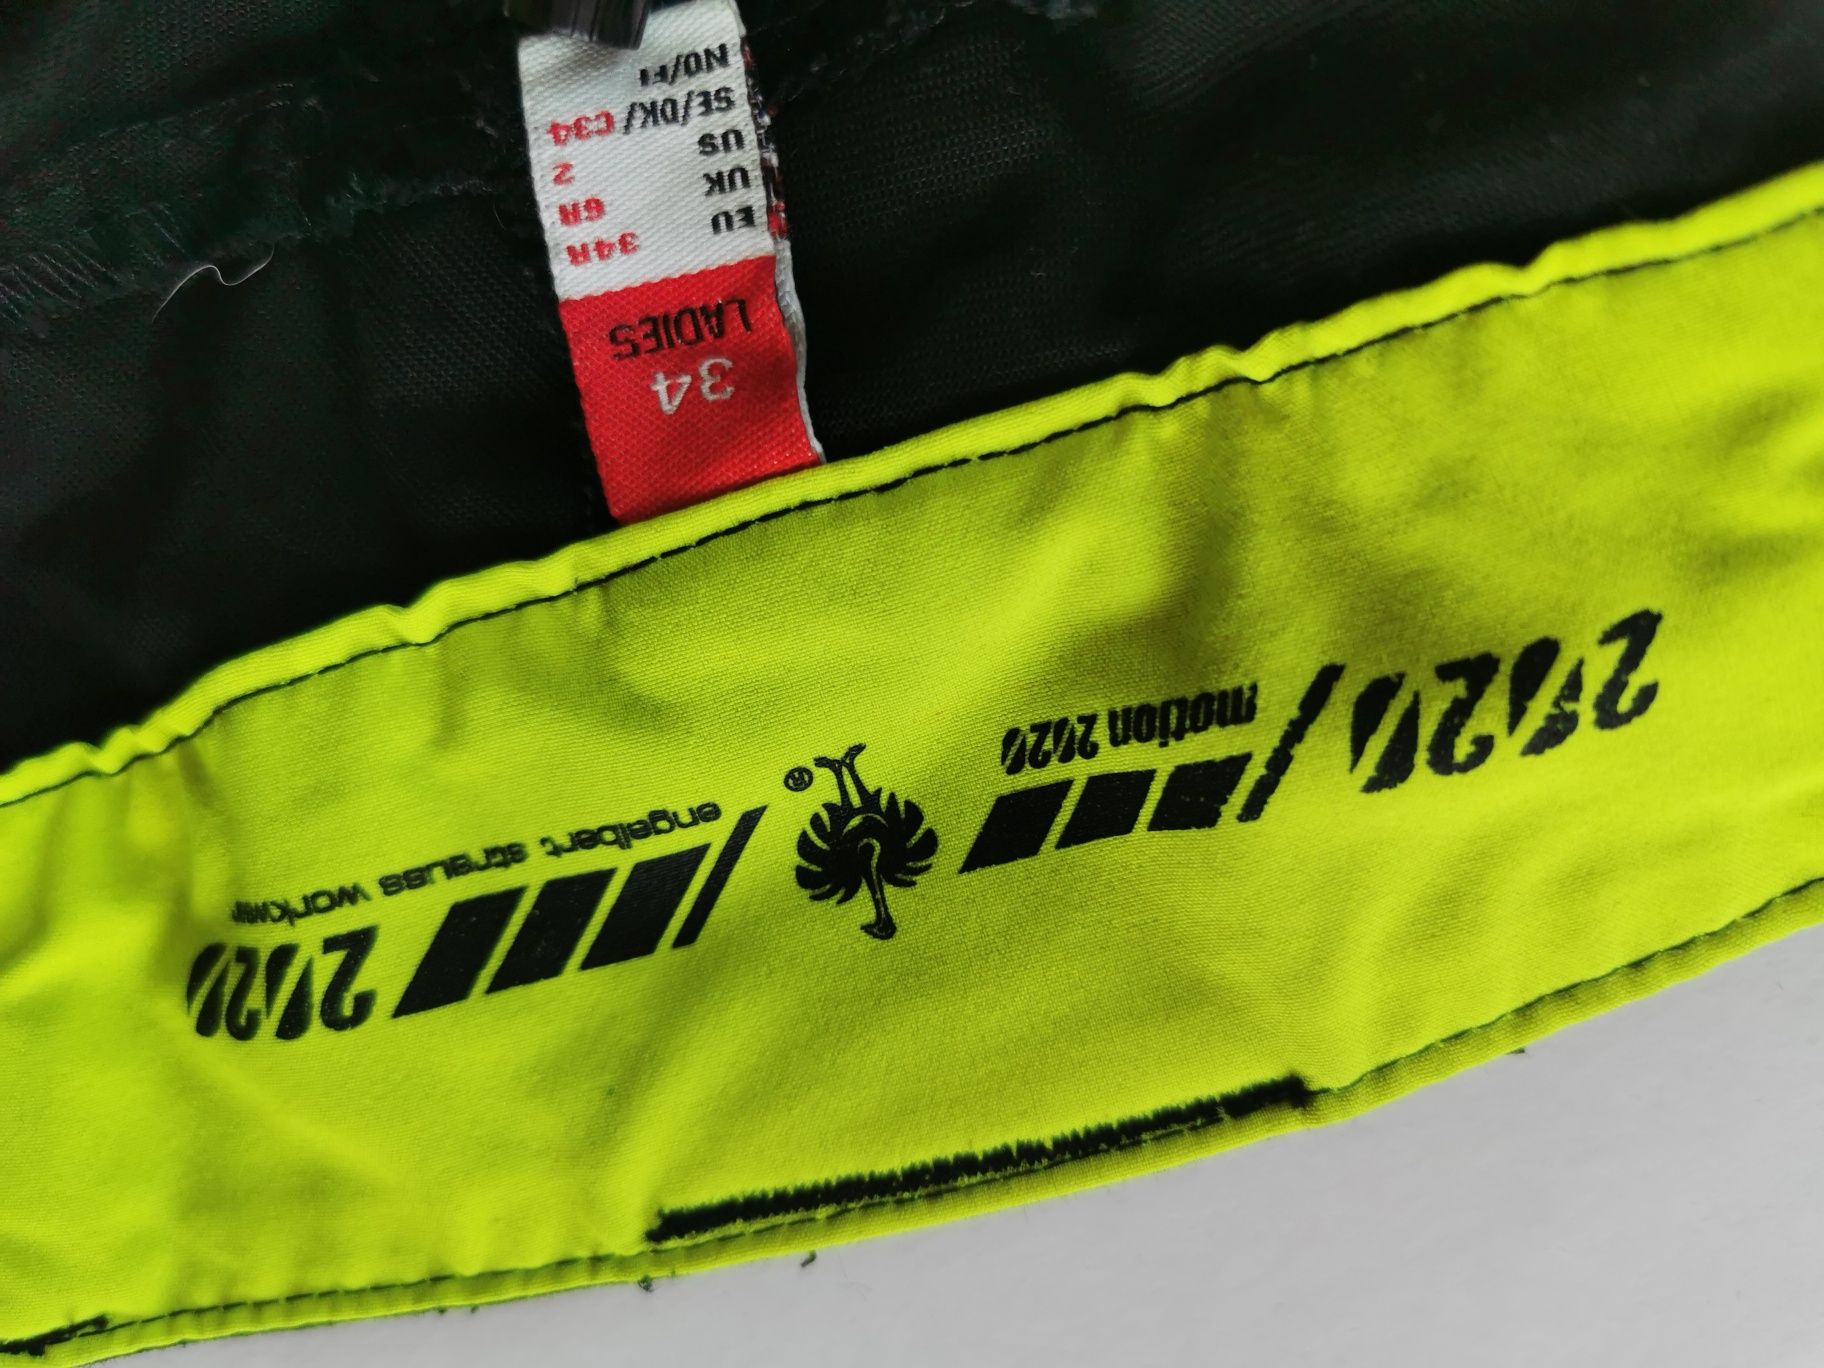 2020
motion 2020
®
engelbert strauss
2020
34
LADIES
EU 34R
UK 6R
US 2
SE/DK/ C34
NO/FI